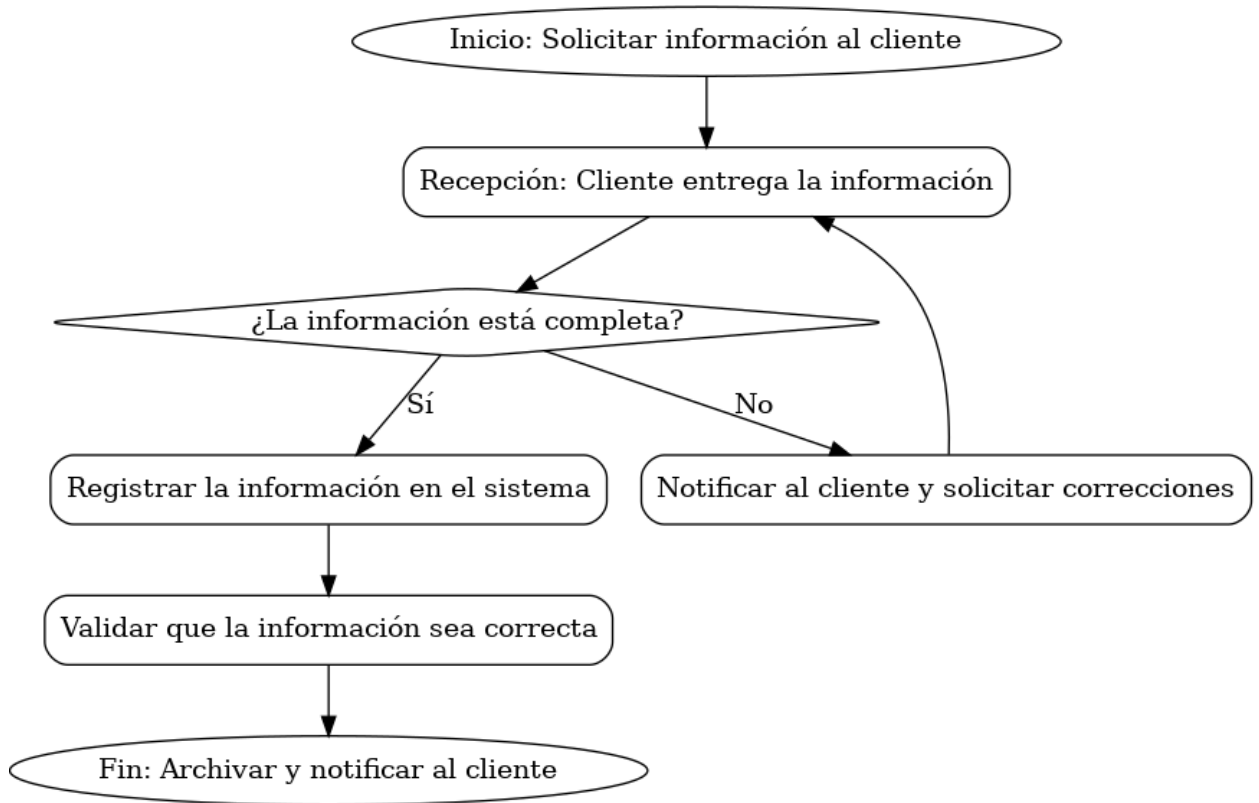 Inicio: Solicitar información al cliente
Recepción: Cliente entrega la información
¿La información está completa?
Sí
No
Registrar la información en el sistema
Notificar al cliente y solicitar correcciones
Validar que la información sea correcta
Fin: Archivar y notificar al cliente